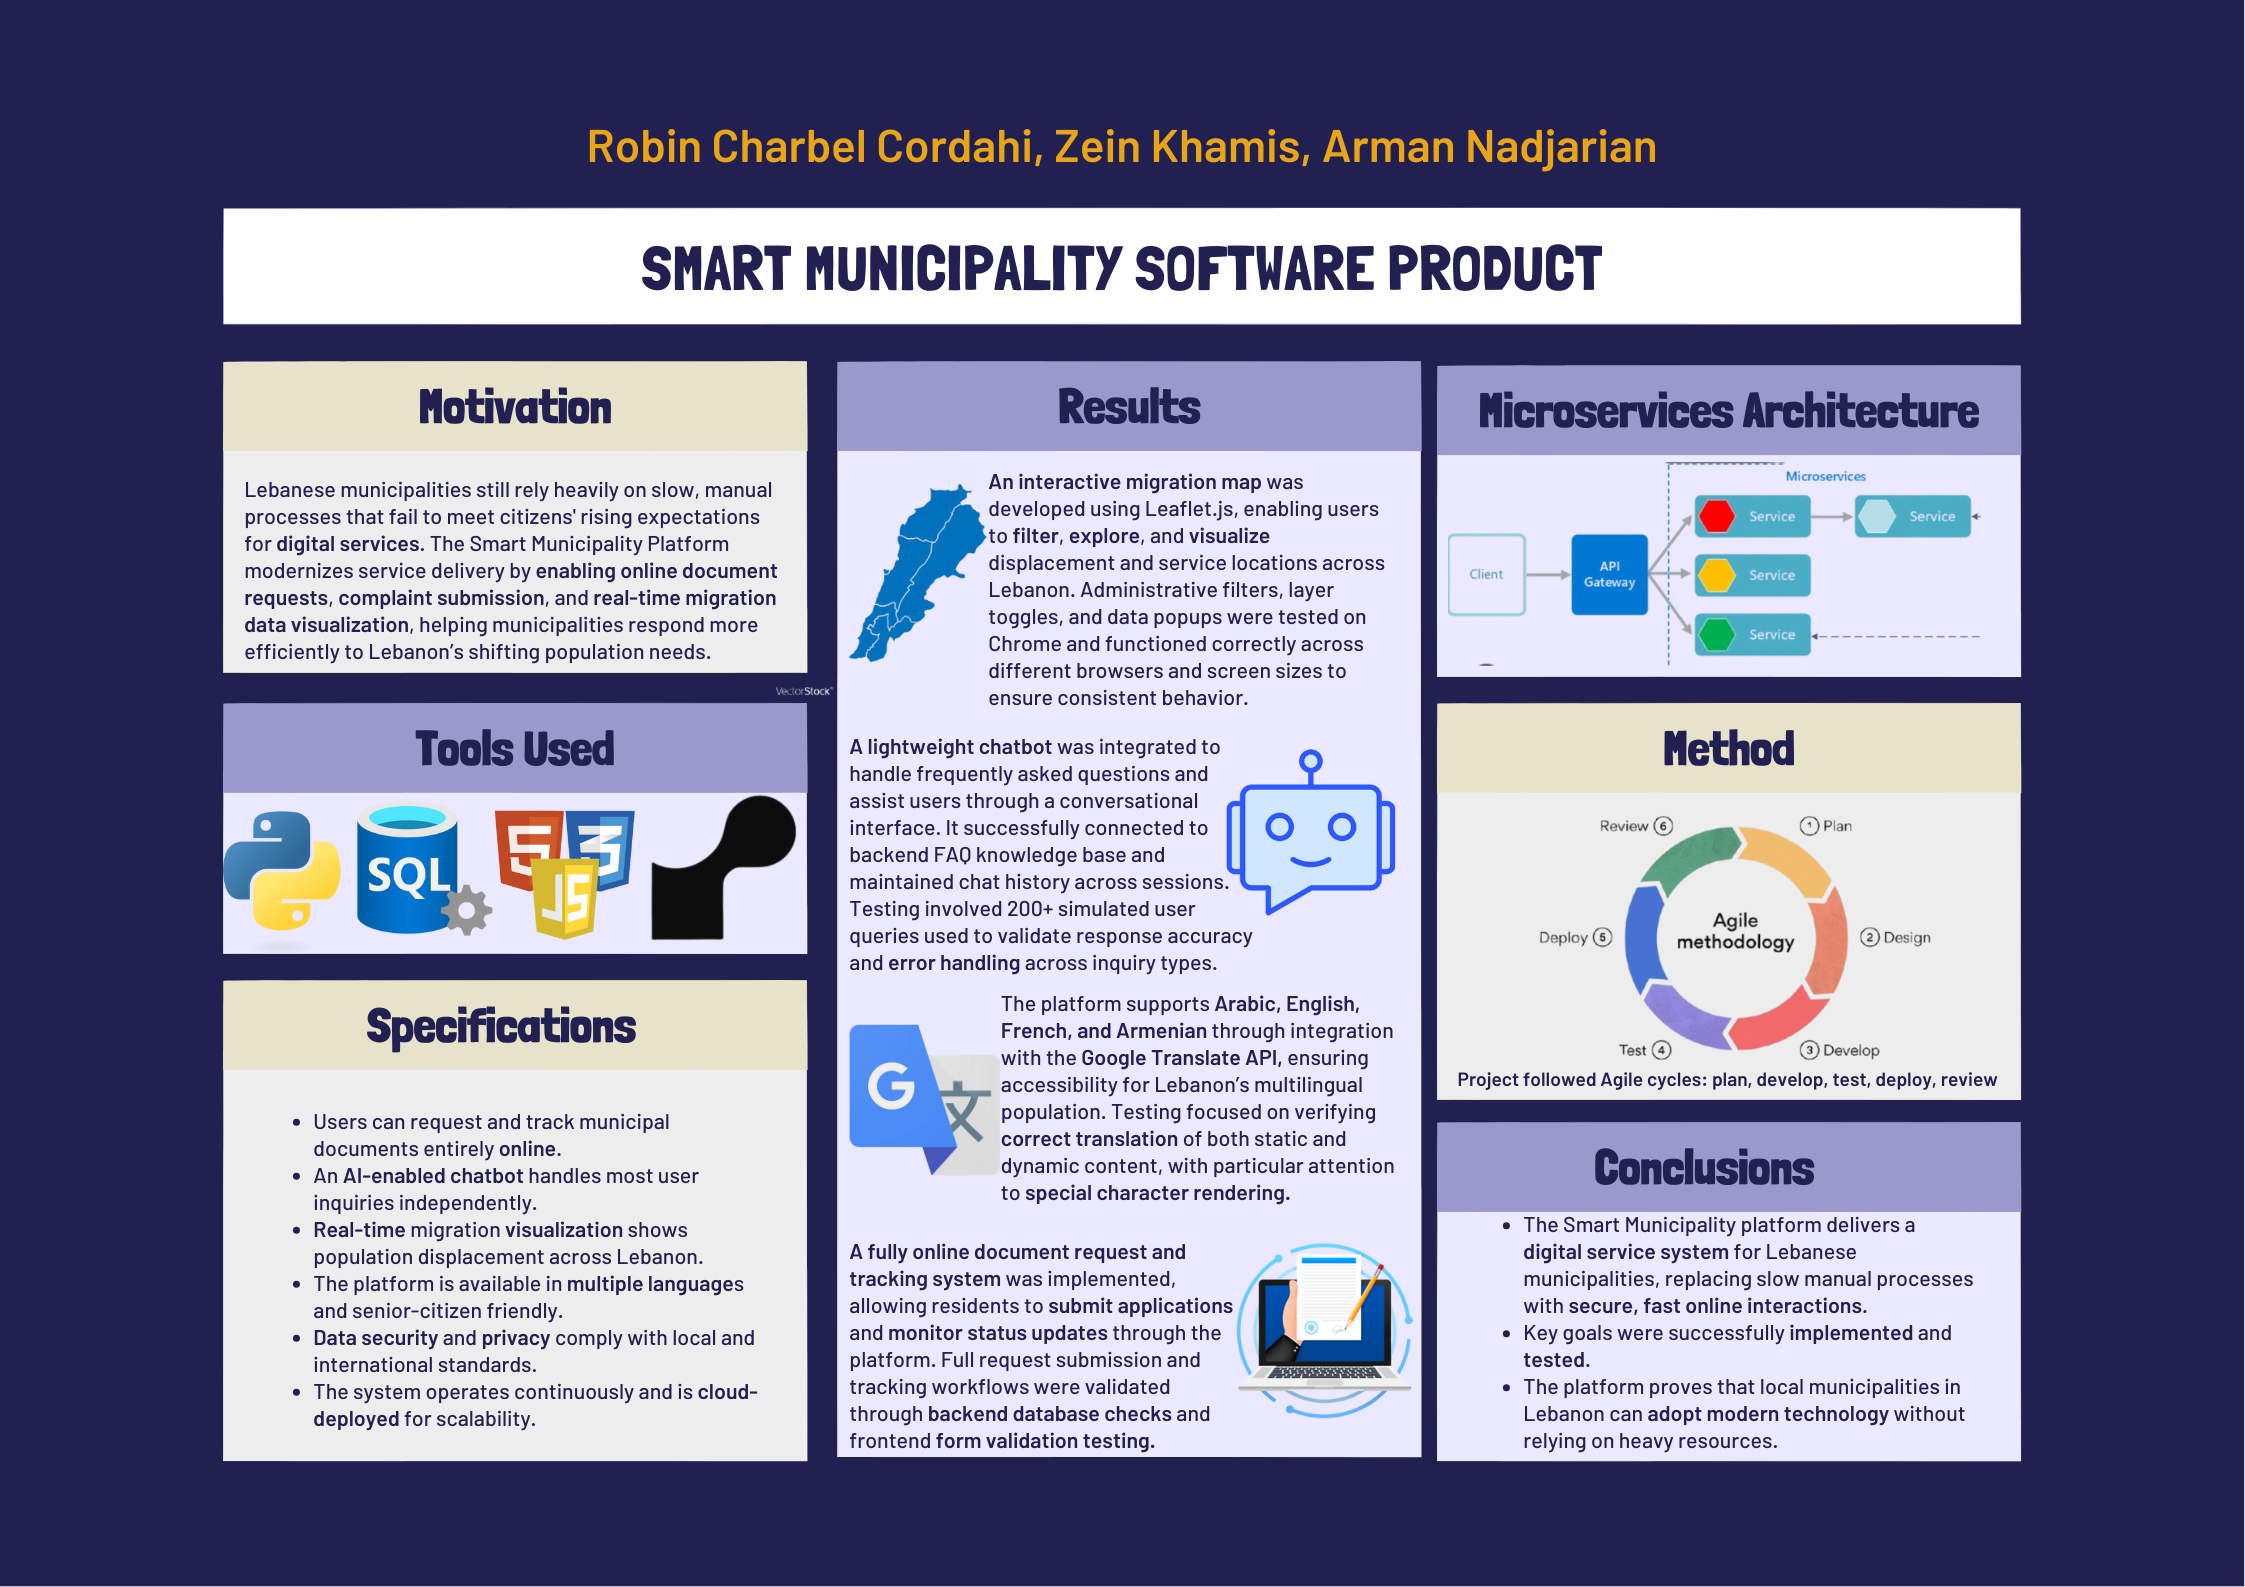 Robin Charbel Cordahi, Zein Khamis, Arman Nadjarian
SMART MUNICIPALITY SOFTWARE PRODUCT
Motivation
Lebanese municipalities still rely heavily on slow, manual
processes that fail to meet citizens' rising expectations
for digital services. The Smart Municipality Platform
modernizes service delivery by enabling online document
requests, complaint submission, and real-time migration
data visualization, helping municipalities respond more
efficiently to Lebanon’s shifting population needs.
VectorStock®
Tools Used
SQL
5
3
JS
Specifications
• Users can request and track municipal
documents entirely online.
• An AI-enabled chatbot handles most user
inquiries independently.
• Real-time migration visualization shows
population displacement across Lebanon.
• The platform is available in multiple languages
and senior-citizen friendly.
• Data security and privacy comply with local and
international standards.
• The system operates continuously and is cloud-
deployed for scalability.
Results
An interactive migration map was
developed using Leaflet.js, enabling users
to filter, explore, and visualize
displacement and service locations across
Lebanon. Administrative filters, layer
toggles, and data popups were tested on
Chrome and functioned correctly across
different browsers and screen sizes to
ensure consistent behavior.
A lightweight chatbot was integrated to
handle frequently asked questions and
assist users through a conversational
interface. It successfully connected to
backend FAQ knowledge base and
maintained chat history across sessions.
Testing involved 200+ simulated user
queries used to validate response accuracy
and error handling across inquiry types.
G
文
The platform supports Arabic, English,
French, and Armenian through integration
with the Google Translate API, ensuring
accessibility for Lebanon’s multilingual
population. Testing focused on verifying
correct translation of both static and
dynamic content, with particular attention
to special character rendering.
A fully online document request and
tracking system was implemented,
allowing residents to submit applications
and monitor status updates through the
platform. Full request submission and
tracking workflows were validated
through backend database checks and
frontend form validation testing.
Microservices Architecture
Microservices
Service
Service
Client
API
Gateway
Service
Service
Method
Review 6
1 Plan
Deploy 5
Agile
methodology
2 Design
Test 4
3 Develop
Project followed Agile cycles: plan, develop, test, deploy, review
Conclusions
• The Smart Municipality platform delivers a
digital service system for Lebanese
municipalities, replacing slow manual processes
with secure, fast online interactions.
• Key goals were successfully implemented and
tested.
• The platform proves that local municipalities in
Lebanon can adopt modern technology without
relying on heavy resources.